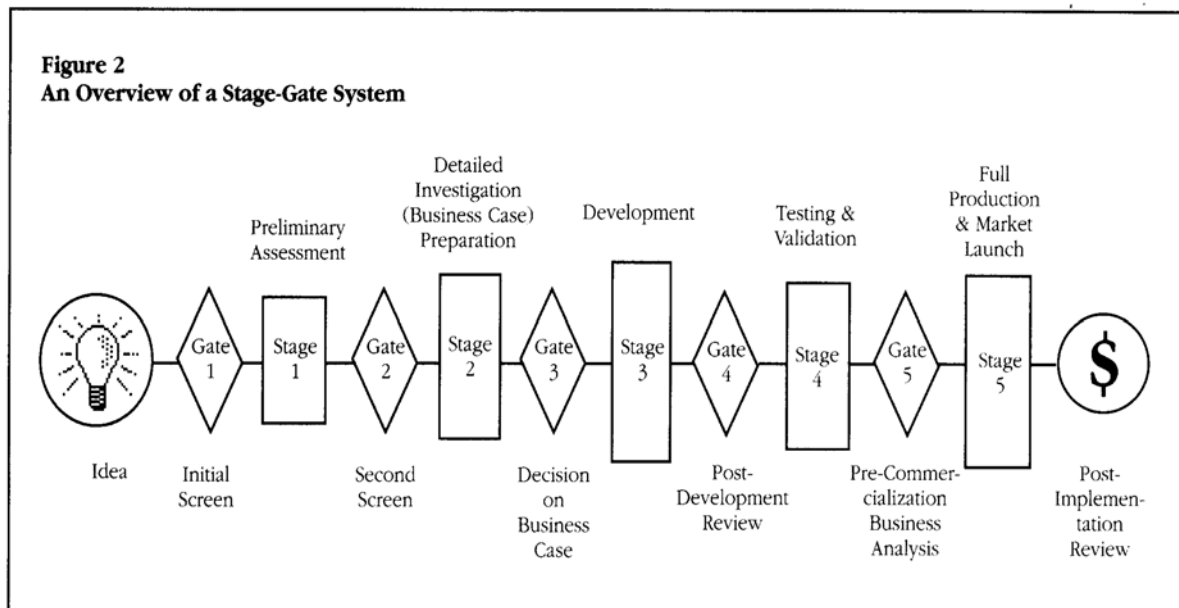 Figure 2
An Overview of a Stage-Gate System
Preliminary
Assessment
Detailed
Investigation
(Business Case)
Preparation
Development
Testing &
Validation
Full
Production
& Market
Launch
Gate
1
Stage
1
Gate
2
Stage
2
Gate
3
Stage
3
Gate
4
Stage
4
Gate
5
Stage
5
$
Idea
Initial
Screen
Second
Screen
Decision
on
Business
Case
Post-
Development
Review
Pre-Commer-
cialization
Business
Analysis
Post-
Implemen-
tation
Review